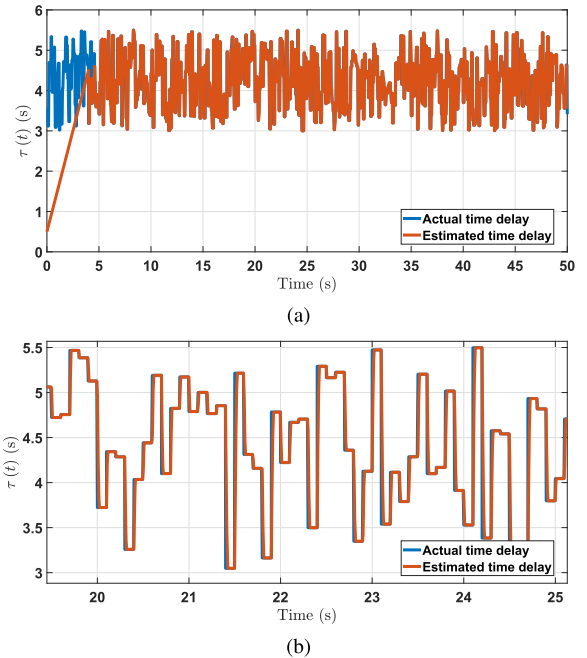 6
5
4
3
2
1
0
τ (t) (s)
0 5 10 15 20 25 30 35 40 45 50
Time (s)
Actual time delay
Estimated time delay
(a)
5.5
5
4.5
4
3.5
3
τ (t) (s)
20 21 22 23 24 25
Time (s)
Actual time delay
Estimated time delay
(b)